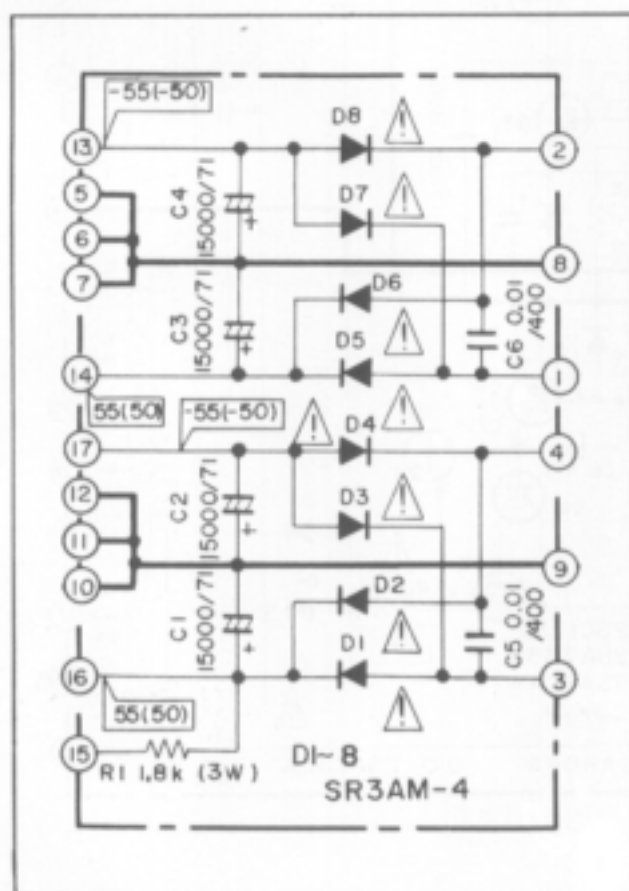 -55(-50)
13
D8
2
5
D7
C4
15000/71
+
6
8
7
D6
C3
15000/71
+
C6 0.01
/400
D5
14
1
55(50)
-55(-50)
17
D4
4
12
D3
C2
15000/71
+
11
9
10
D2
C1
15000/71
+
C5 0.01
/400
D1
16
3
55(50)
15
R1 1.8k (3W)
D1~8
SR3AM-4